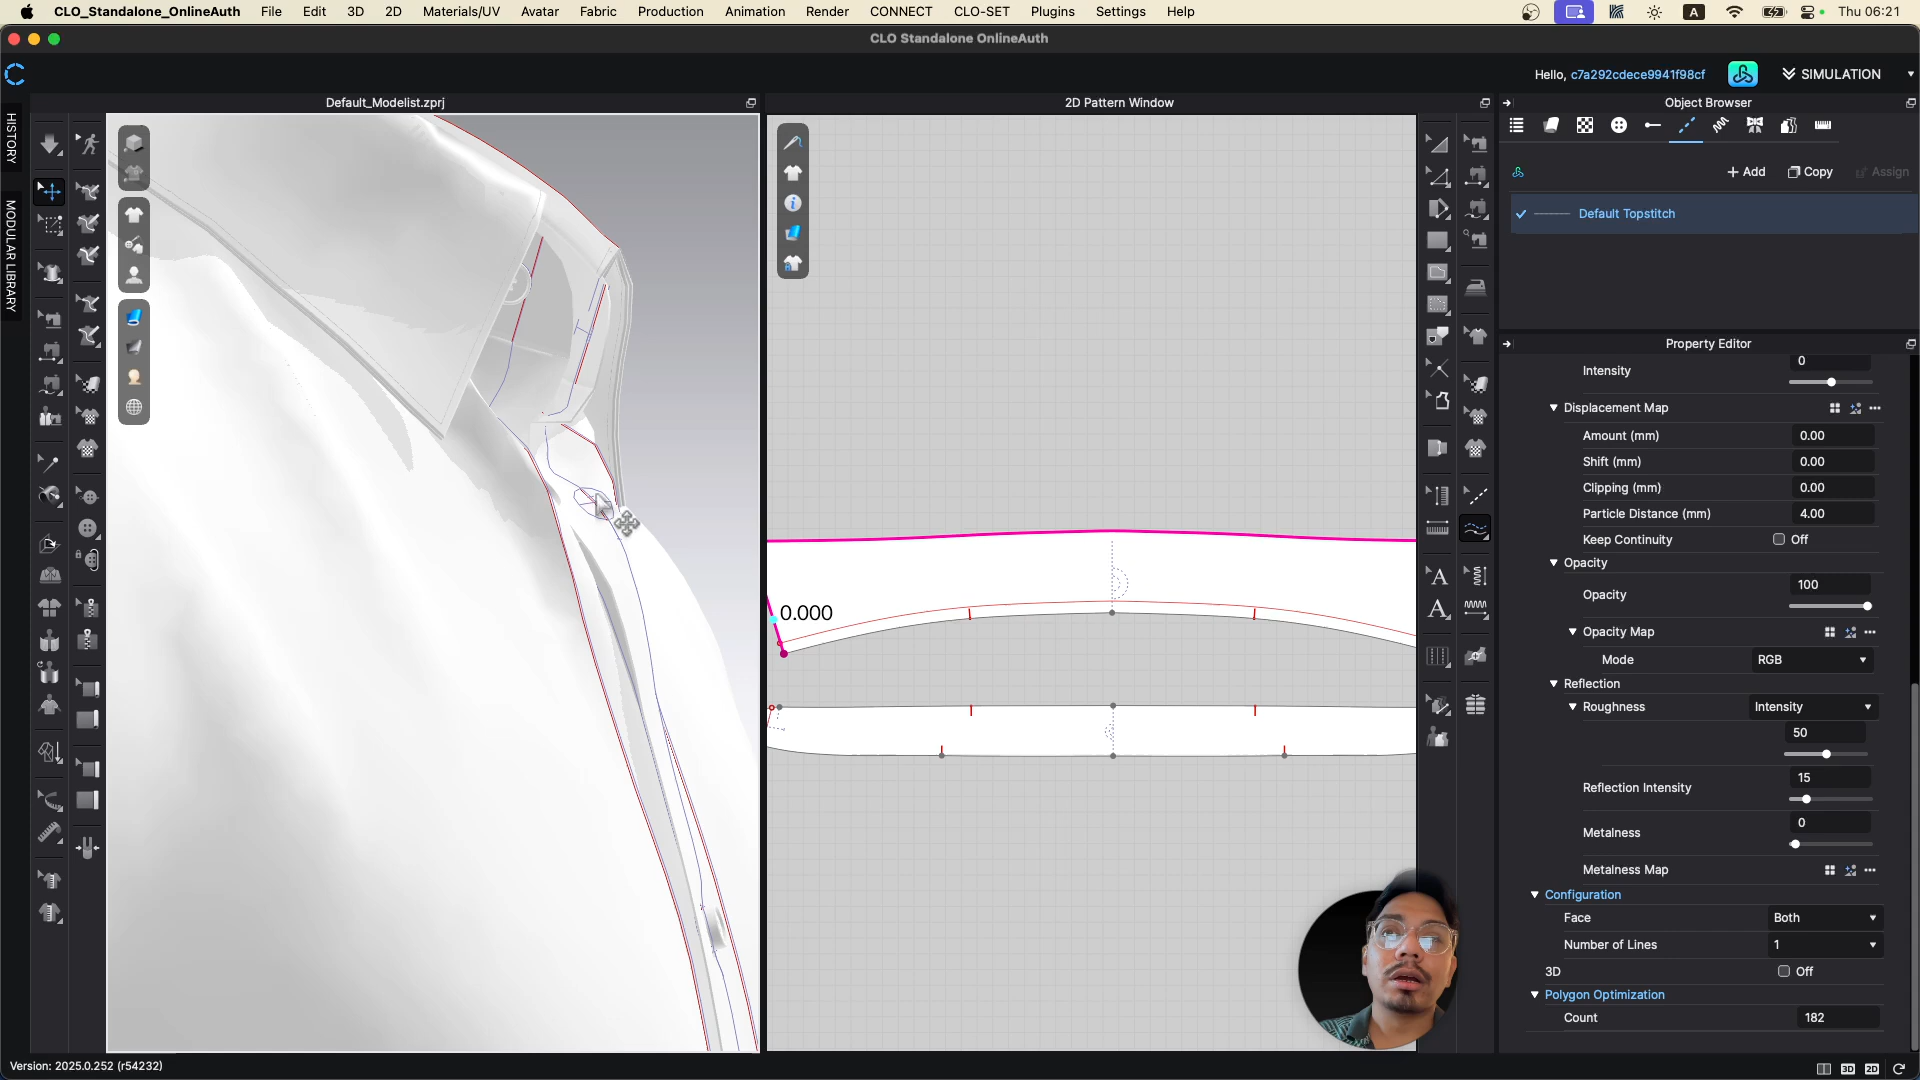 CLO_Standalone_OnlineAuth File Edit 3D 2D Materials/UV Avatar Fabric Production Animation Render CONNECT CLO-SET Plugins Settings Help A Thu 06:21
CLO Standalone OnlineAuth
Hello, c7a292cdece9941f98cf SIMULATION
HISTORY
MODULAR LIBRARY
Default_Modelist.zprj
2D Pattern Window
0.000
A
A
Object Browser
+ Add Copy Assign
Default Topstitch
Property Editor
0
Intensity
Displacement Map
Amount (mm) 0.00
Shift (mm) 0.00
Clipping (mm) 0.00
Particle Distance (mm) 4.00
Keep Continuity Off
Opacity
100
Opacity
Opacity Map
Mode RGB
Reflection
Roughness Intensity
50
15
Reflection Intensity
0
Metalness
Metalness Map
Configuration
Face Both
Number of Lines 1
3D Off
Polygon Optimization
Count 182
Version: 2025.0.252 (r54232) 3D 2D